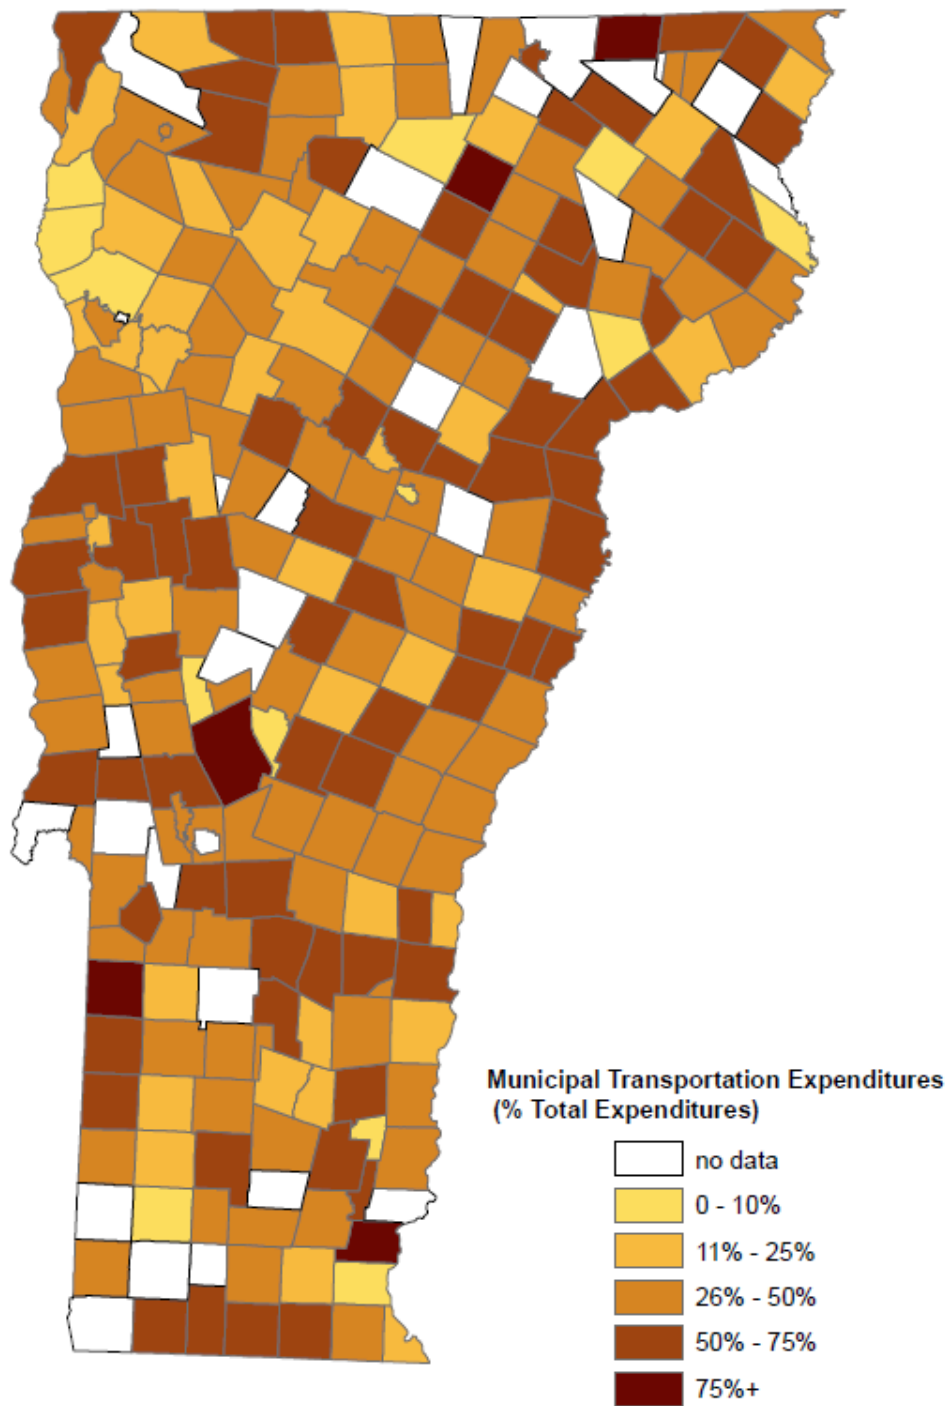 Municipal Transportation Expenditures
(% Total Expenditures)
no data
0 - 10%
11% - 25%
26% - 50%
50% - 75%
75%+